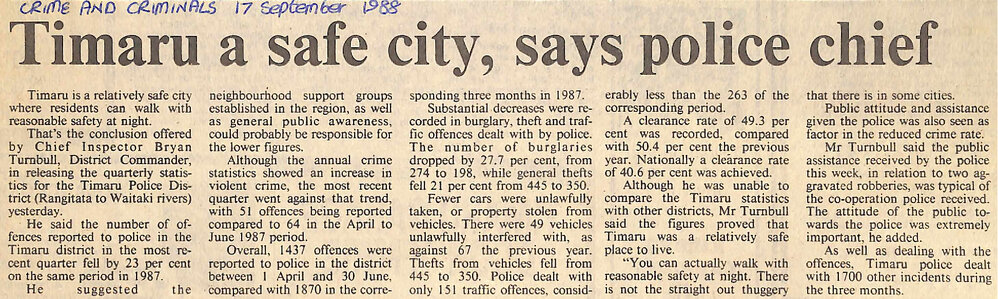 CRIME AND CRIMINALS 17 September 1988
Timaru a safe city, says police chief
Timaru is a relatively safe city
where residents can walk with
reasonable safety at night.
That's the conclusion offered
by Chief Inspector Bryan
Turnbull, District Commander,
in releasing the quarterly statis-
tics for the Timaru Police Dis-
trict (Rangitata to Waitaki rivers)
yesterday.
He said the number of of-
fences reported to police in the
Timaru district in the most re-
cent quarter fell by 23 per cent
on the same period in 1987.
He suggested the
neighbourhood support groups
established in the region, as well
as general public awareness,
could probably be responsible for
the lower figures.
Although the annual crime
statistics showed an increase in
violent crime, the most recent
quarter went against that trend,
with 51 offences being reported
compared to 64 in the April to
June 1987 period.
Overall, 1437 offences were
reported to police in the district
between 1 April and 30 June,
compared with 1870 in the corre-
sponding three months in 1987.
Substantial decreases were re-
corded in burglary, theft and traf-
fic offences dealt with by police.
The number of burglaries
dropped by 27.7 per cent, from
274 to 198, while general thefts
fell 21 per cent from 445 to 350.
Fewer cars were unlawfully
taken, or property stolen from
vehicles. There were 49 vehicles
unlawfully interfered with, as
against 67 the previous year.
Thefts from vehicles fell from
445 to 350. Police dealt with
only 151 traffic offences, consid-
erably less than the 263 of the
corresponding period.
A clearance rate of 49.3 per
cent was recorded, compared
with 50.4 per cent the previous
year. Nationally a clearance rate
of 40.6 per cent was achieved.
Although he was unable to
compare the Timaru statistics
with other districts, Mr Turnbull
said the figures proved that
Timaru was a relatively safe
place to live.
"You can actually walk with
reasonable safety at night. There
is not the straight out thuggery
that there is in some cities.
Public attitude and assistance
given the police was also seen as
factor in the reduced crime rate.
Mr Turnbull said the public
assistance received by the police
this week, in relation to two ag-
gravated robberies, was typical of
the co-operation police received.
The attitude of the public to-
wards the police was extremely
important, he added.
As well as dealing with the
offences, Timaru police dealt
with 1700 other incidents during
the three months.